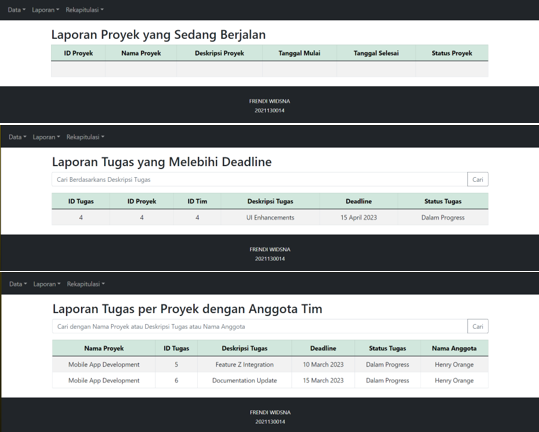 Data Laporan Rekapitulasi
Laporan Proyek yang Sedang Berjalan
ID Proyek Nama Proyek Deskripsi Proyek Tanggal Mulai Tanggal Selesai Status Proyek
FRENDI WIDSNA
2021130014
Data Laporan Rekapitulasi
Laporan Tugas yang Melebihi Deadline
Cari Berdasarkans Deskripsi Tugas Cari
ID Tugas ID Proyek ID Tim Deskripsi Tugas Deadline Status Tugas
4 4 4 UI Enhancements 15 April 2023 Dalam Progress
FRENDI WIDSNA
2021130014
Data Laporan Rekapitulasi
Laporan Tugas per Proyek dengan Anggota Tim
Cari dengan Nama Proyek atau Deskripsi Tugas atau Nama Anggota Cari
Nama Proyek ID Tugas Deskripsi Tugas Deadline Status Tugas Nama Anggota
Mobile App Development 5 Feature Z Integration 10 March 2023 Dalam Progress Henry Orange
Mobile App Development 6 Documentation Update 15 March 2023 Dalam Progress Henry Orange
FRENDI WIDSNA
2021130014